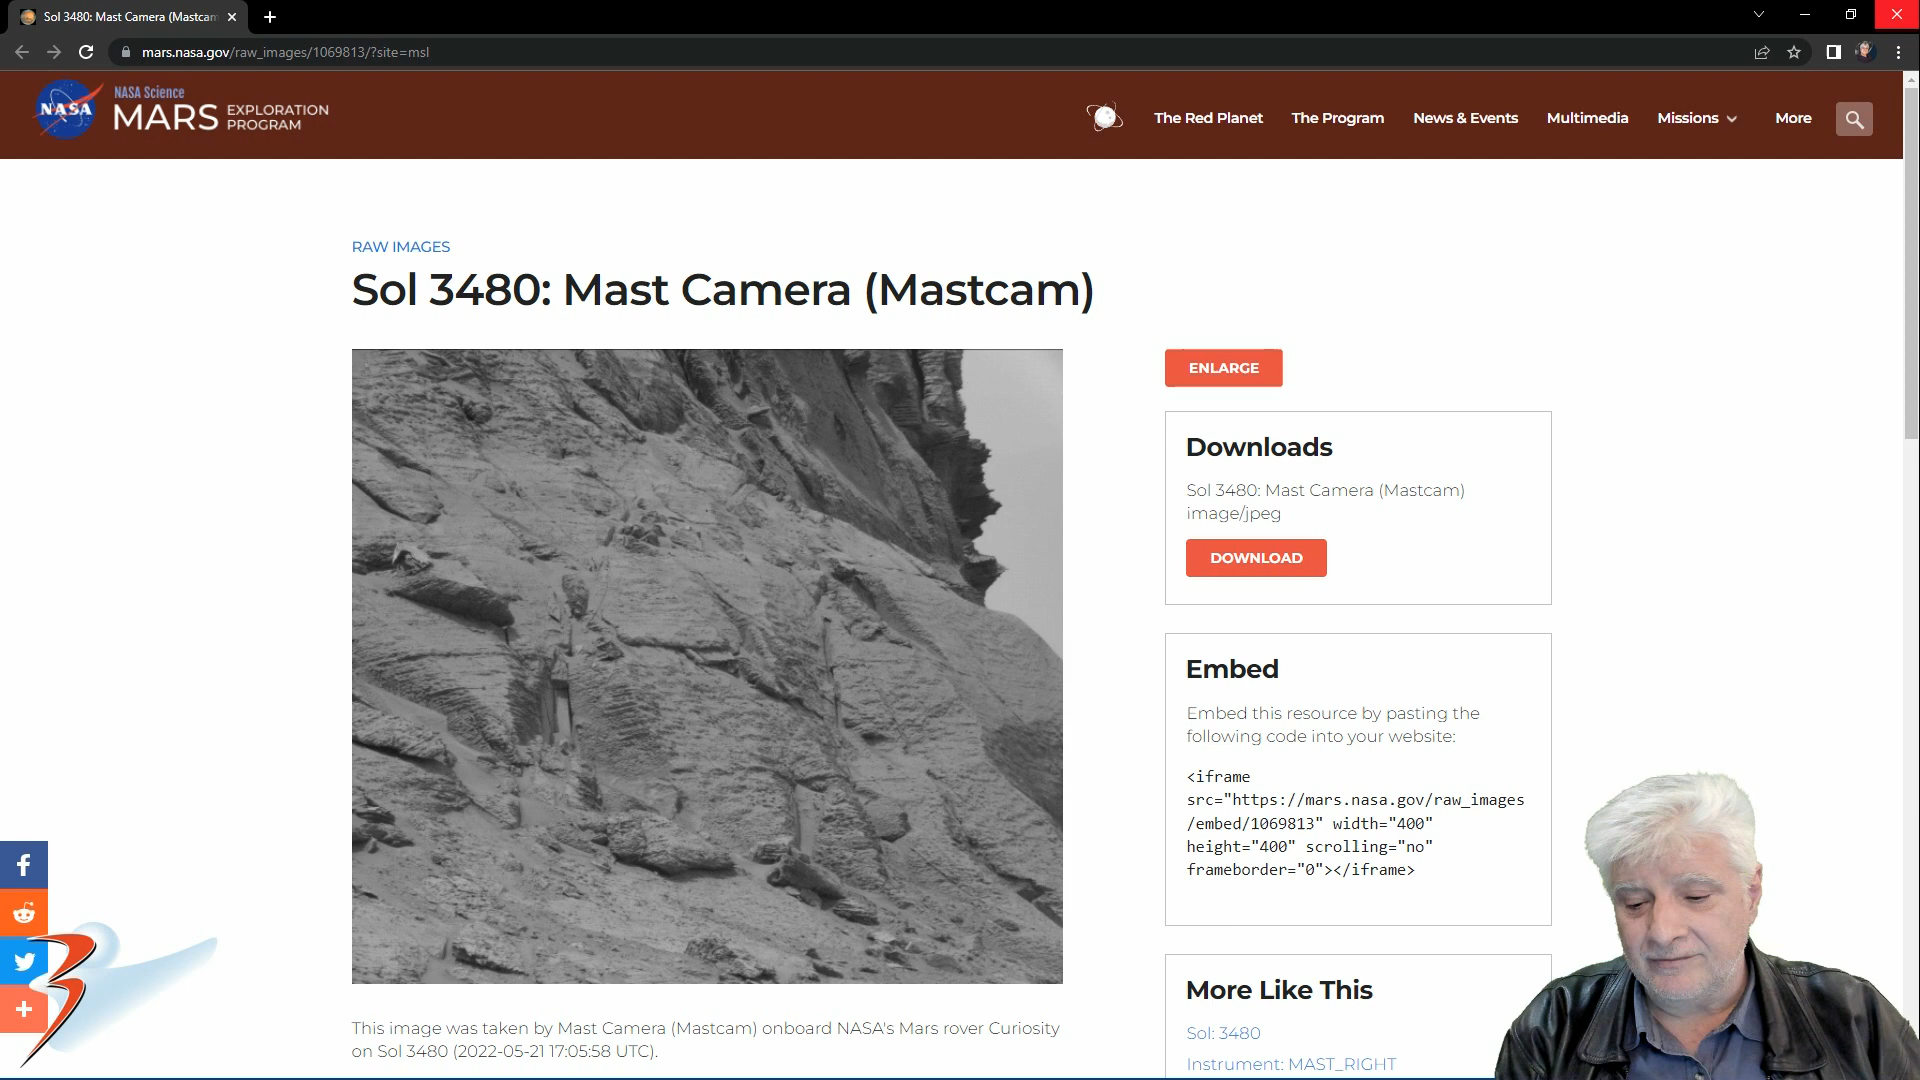 Sol 3480: Mast Camera (Mastcam
mars.nasa.gov/raw_images/1069813/?site=msl
NASA
NASA Science
MARS EXPLORATION PROGRAM
The Red Planet
The Program
News & Events
Multimedia
Missions
More
RAW IMAGES
Sol 3480: Mast Camera (Mastcam)
ENLARGE
Downloads
Sol 3480: Mast Camera (Mastcam)
image/jpeg
DOWNLOAD
Embed
Embed this resource by pasting the
following code into your website:
<iframe
src="https://mars.nasa.gov/raw_images
/embed/1069813" width="400"
height="400" scrolling="no"
frameborder="0"></iframe>
More Like This
Sol: 3480
Instrument: MAST_RIGHT
This image was taken by Mast Camera (Mastcam) onboard NASA's Mars rover Curiosity
on Sol 3480 (2022-05-21 17:05:58 UTC).